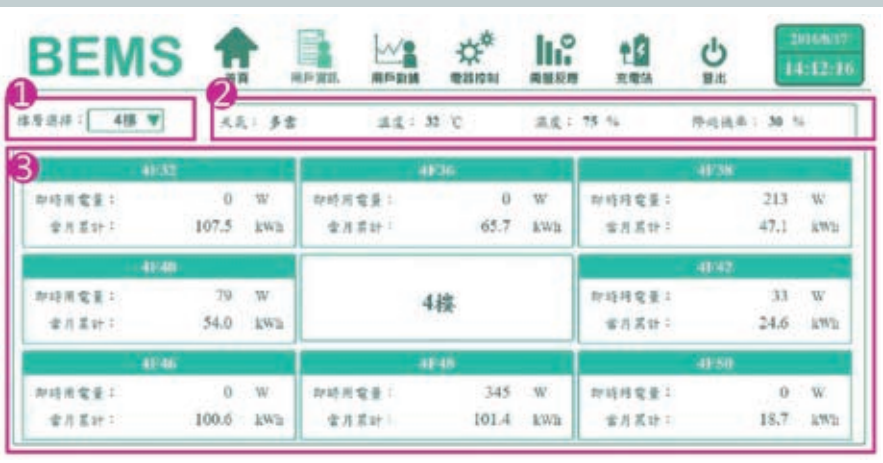 BEMS
首頁 用戶資訊 用戶數據 電器控制 需量反應 充電站 登出
2016/8/17
14:12:16
1 2
樓層選擇： 4樓 天氣： 多雲 溫度： 32 ℃ 濕度： 75 % 降雨機率： 30 %
3
4F32 4F36 4F38
即時用電量： 0 W 即時用電量： 0 W 即時用電量： 213 W
當月累計： 107.5 kWh 當月累計： 65.7 kWh 當月累計： 47.1 kWh
4F40 4樓 4F42
即時用電量： 79 W 即時用電量： 33 W
當月累計： 54.0 kWh 當月累計： 24.6 kWh
4F46 4F48 4F50
即時用電量： 0 W 即時用電量： 345 W 即時用電量： 0 W
當月累計： 100.6 kWh 當月累計： 101.4 kWh 當月累計： 18.7 kWh